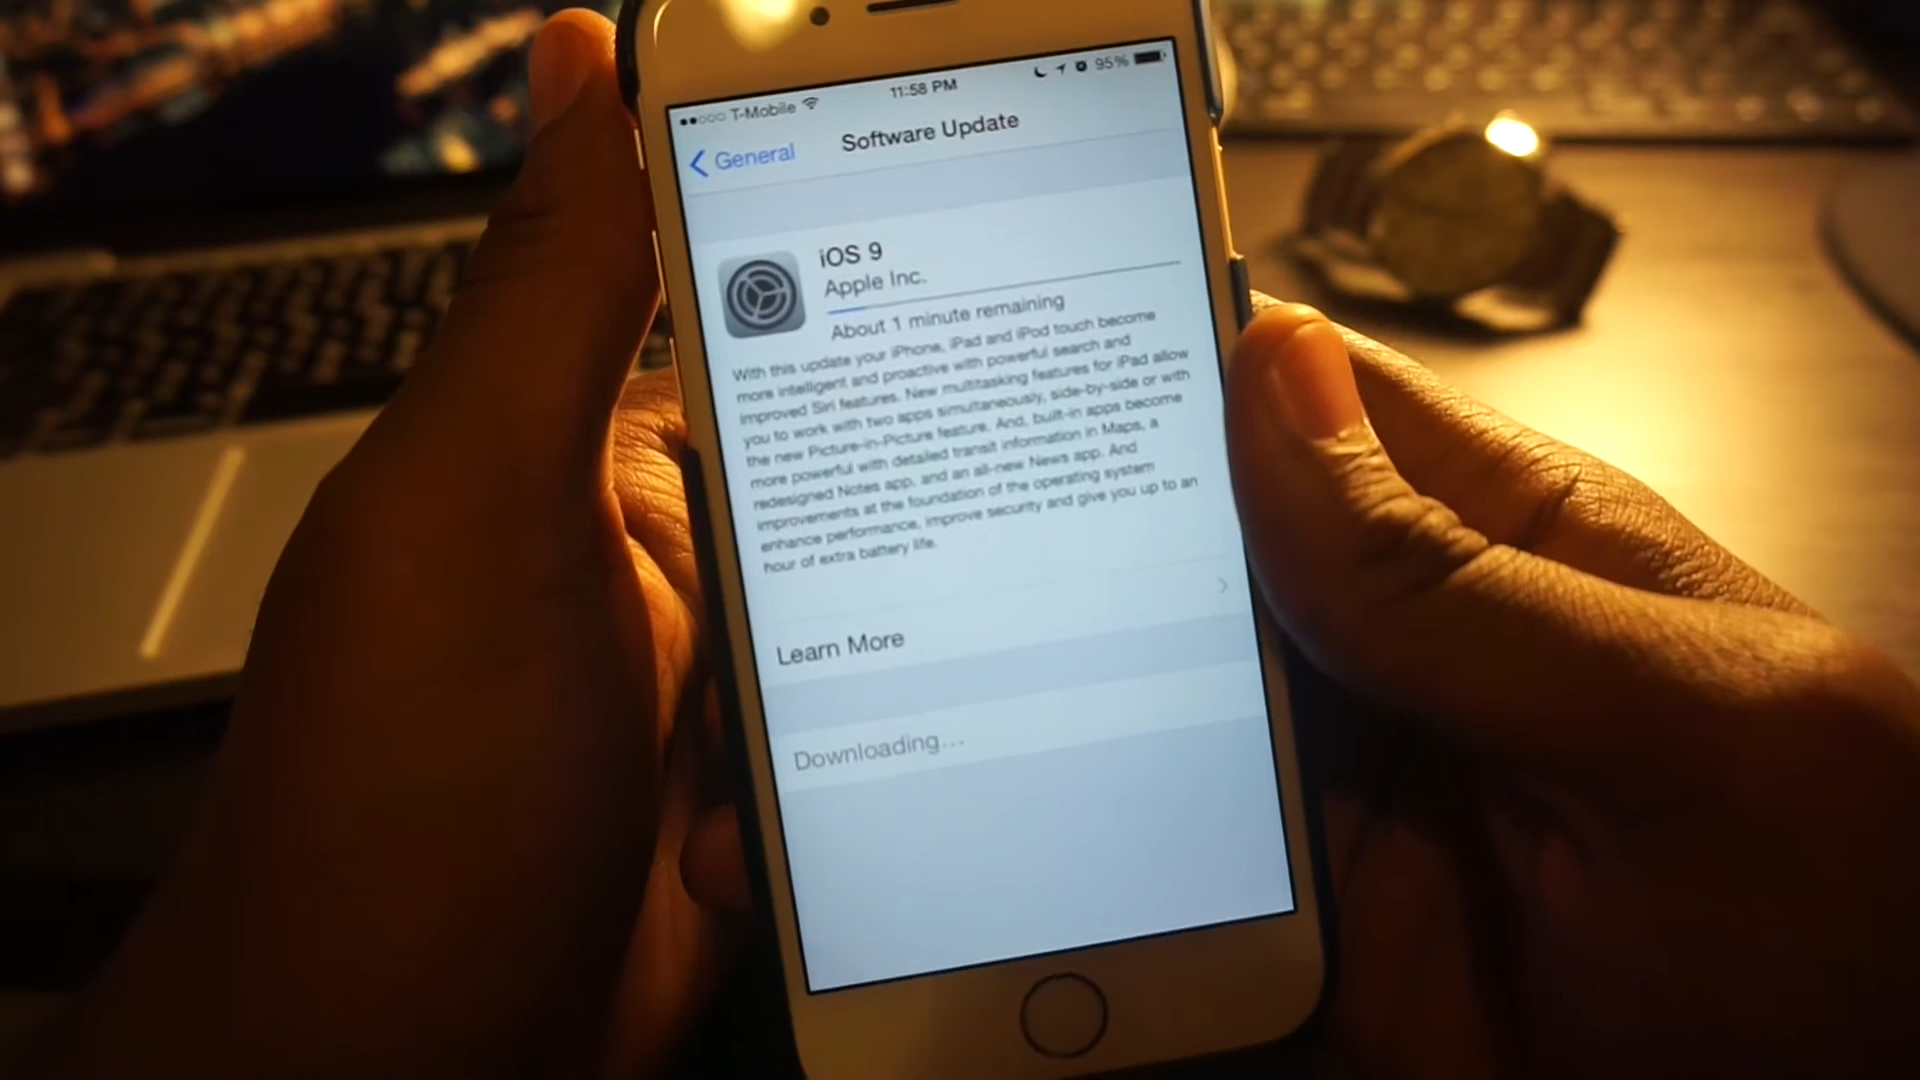 T-Mobile 11:58 PM 95%
General Software Update
iOS 9
Apple Inc.
About 1 minute remaining
With this update your iPhone, iPad and iPod touch become
more intelligent and proactive with powerful search and
improved Siri features. New multitasking features for iPad allow
you to work with two apps simultaneously, side-by-side or with
the new Picture-in-Picture feature. And, built-in apps become
more powerful with detailed transit information in Maps, a
redesigned Notes app, and an all-new News app. And
improvements at the foundation of the operating system
enhance performance, improve security and give you up to an
hour of extra battery life.
Learn More
Downloading...